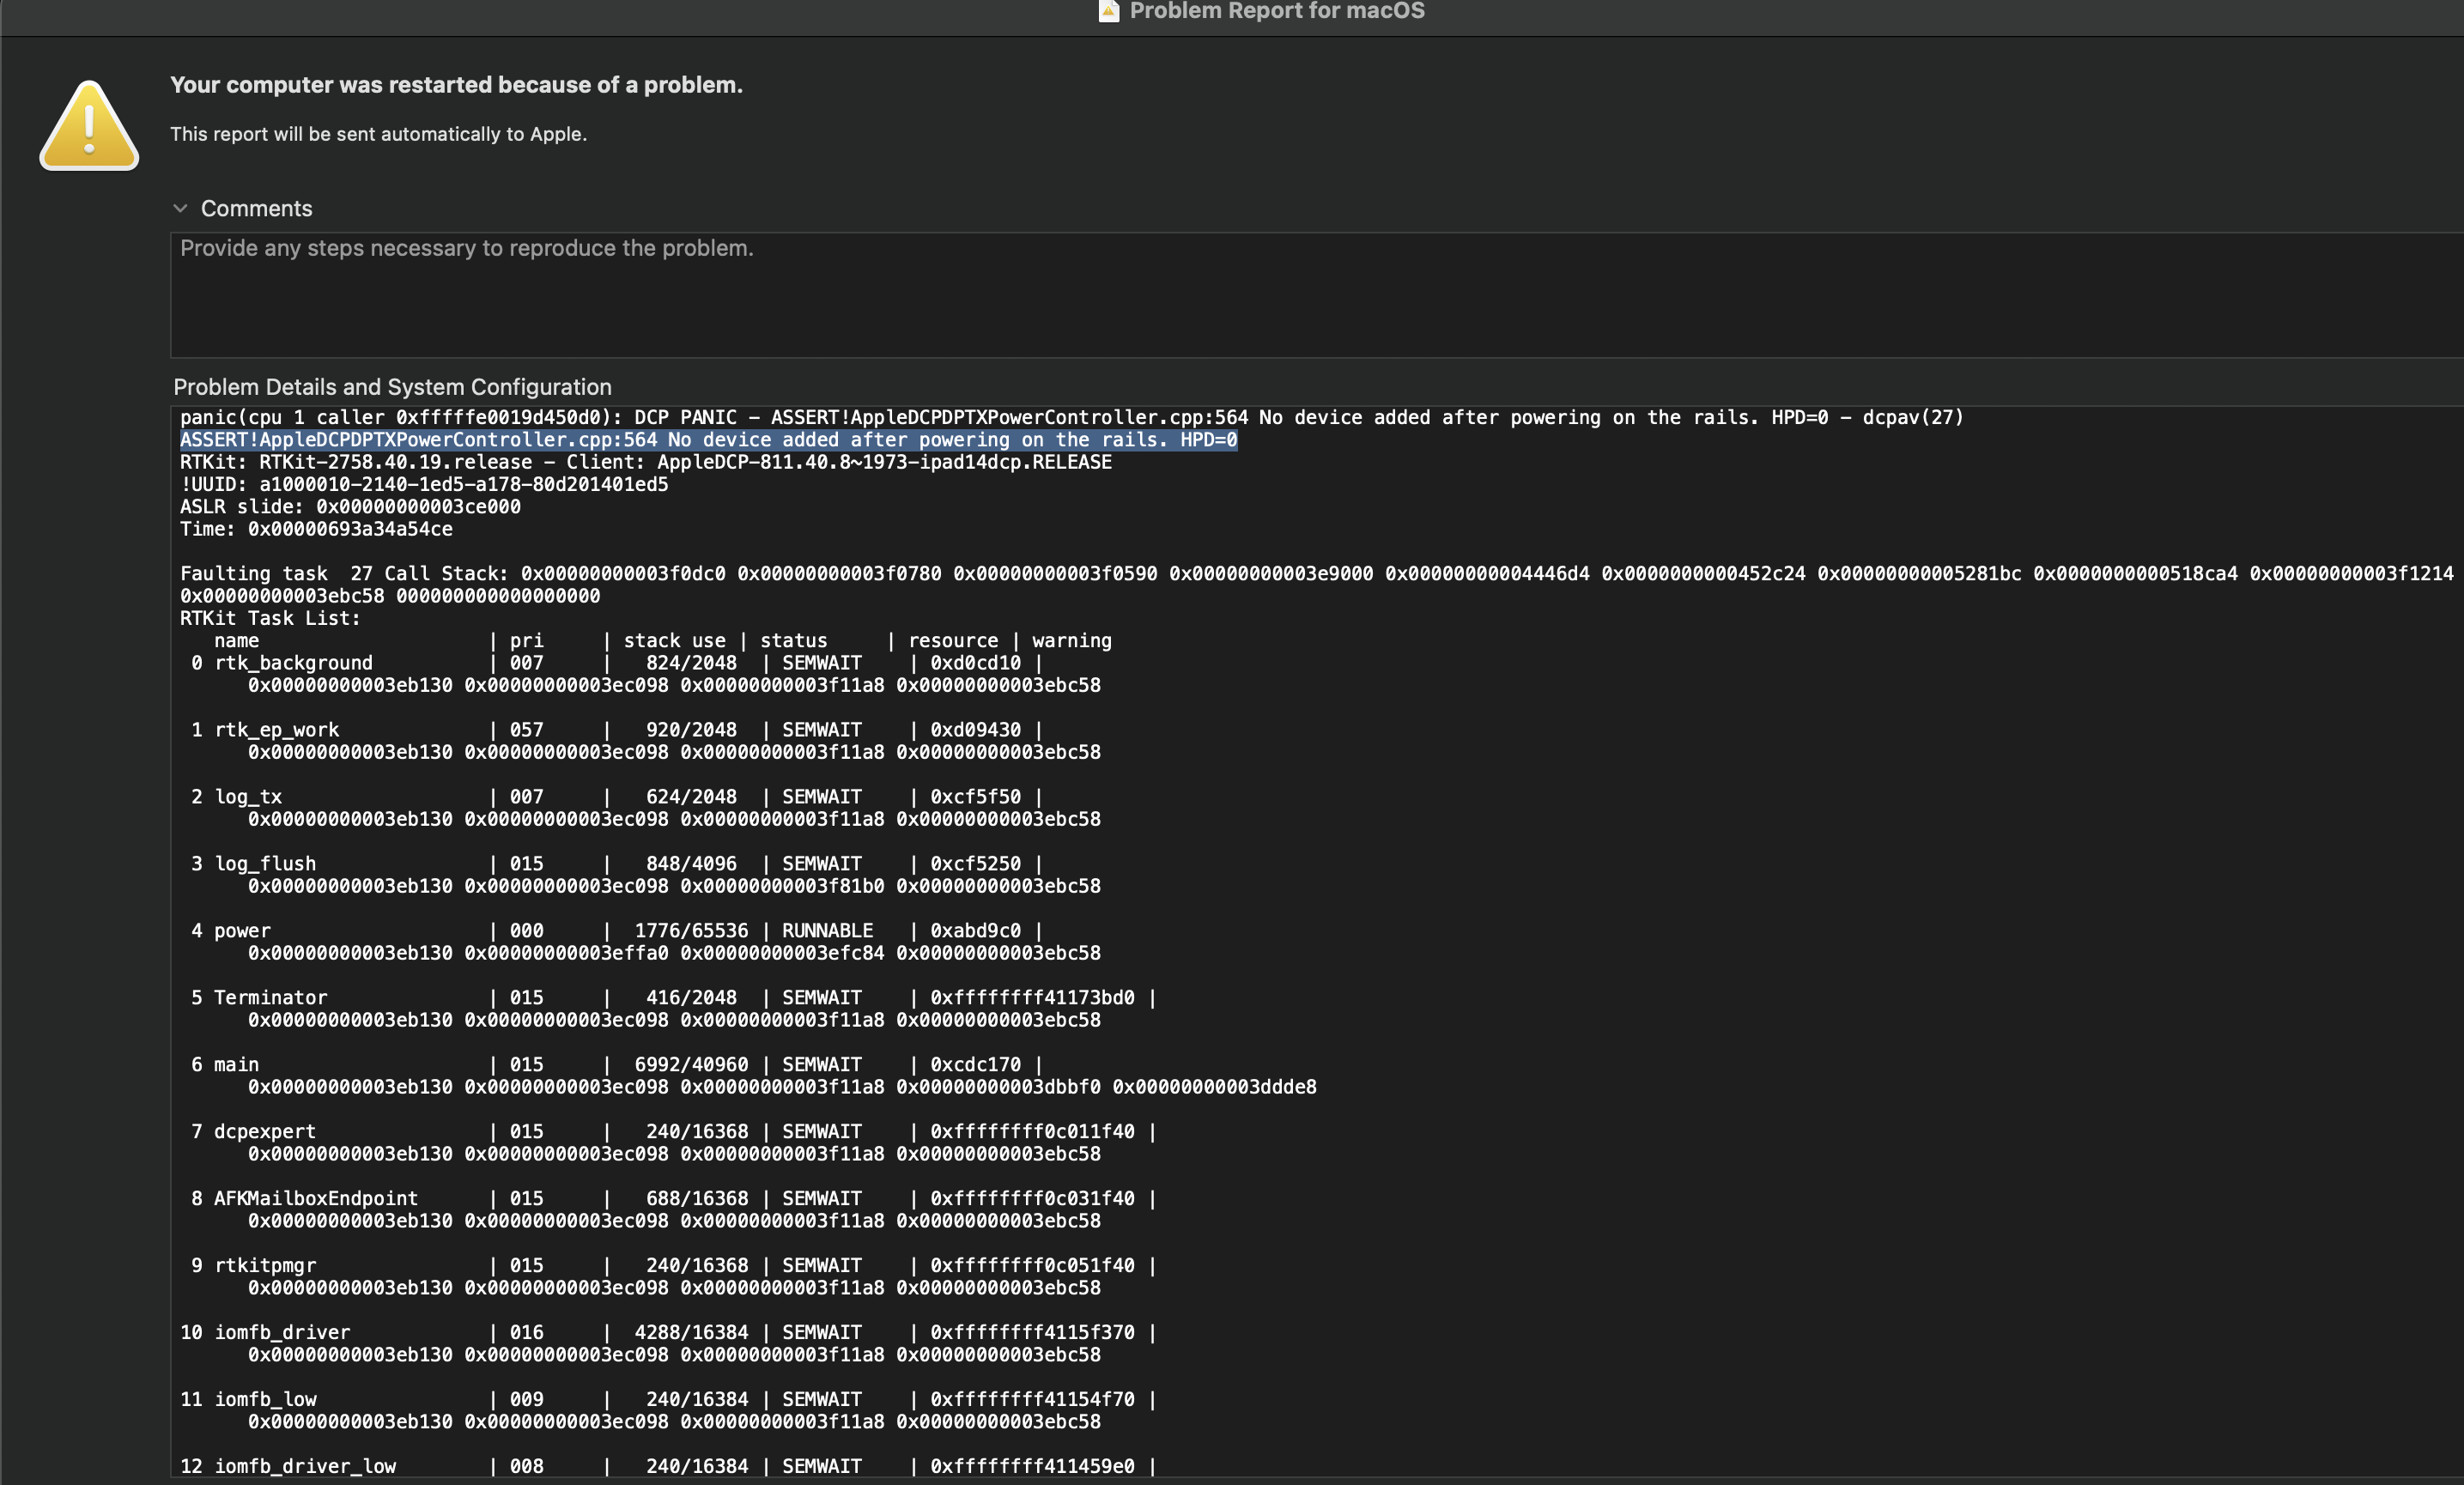 Problem Report for macOS
Your computer was restarted because of a problem.
This report will be sent automatically to Apple.
Comments
Provide any steps necessary to reproduce the problem.
Problem Details and System Configuration
panic(cpu 1 caller 0xfffffe0019d450d0): DCP PANIC - ASSERT!AppleDCPDPTXPowerController.cpp:564 No device added after powering on the rails. HPD=0 - dcpav(27)
ASSERT!AppleDCPDPTXPowerController.cpp:564 No device added after powering on the rails. HPD=0
RTKit: RTKit-2758.40.19.release - Client: AppleDCP-811.40.8~1973-ipad14dcp.RELEASE
!UUID: a1000010-2140-1ed5-a178-80d201401ed5
ASLR slide: 0x00000000003ce000
Time: 0x00000693a34a54ce
Faulting task  27 Call Stack: 0x00000000003f0dc0 0x00000000003f0780 0x00000000003f0590 0x00000000003e9000 0x00000000004446d4 0x0000000000452c24 0x00000000005281bc 0x0000000000518ca4 0x00000000003f1214
0x00000000003ebc58 000000000000000000
RTKit Task List:
name | pri | stack use | status | resource | warning
0 rtk_background | 007 | 824/2048 | SEMWAIT | 0xd0cd10 |
0x00000000003eb130 0x00000000003ec098 0x00000000003f11a8 0x00000000003ebc58
1 rtk_ep_work | 057 | 920/2048 | SEMWAIT | 0xd09430 |
0x00000000003eb130 0x00000000003ec098 0x00000000003f11a8 0x00000000003ebc58
2 log_tx | 007 | 624/2048 | SEMWAIT | 0xcf5f50 |
0x00000000003eb130 0x00000000003ec098 0x00000000003f11a8 0x00000000003ebc58
3 log_flush | 015 | 848/4096 | SEMWAIT | 0xcf5250 |
0x00000000003eb130 0x00000000003ec098 0x00000000003f81b0 0x00000000003ebc58
4 power | 000 | 1776/65536 | RUNNABLE | 0xabd9c0 |
0x00000000003eb130 0x00000000003effa0 0x00000000003efc84 0x00000000003ebc58
5 Terminator | 015 | 416/2048 | SEMWAIT | 0xffffffff41173bd0 |
0x00000000003eb130 0x00000000003ec098 0x00000000003f11a8 0x00000000003ebc58
6 main | 015 | 6992/40960 | SEMWAIT | 0xcdc170 |
0x00000000003eb130 0x00000000003ec098 0x00000000003f11a8 0x00000000003dbbf0 0x00000000003ddde8
7 dcpexpert | 015 | 240/16368 | SEMWAIT | 0xffffffff0c011f40 |
0x00000000003eb130 0x00000000003ec098 0x00000000003f11a8 0x00000000003ebc58
8 AFKMailboxEndpoint | 015 | 688/16368 | SEMWAIT | 0xffffffff0c031f40 |
0x00000000003eb130 0x00000000003ec098 0x00000000003f11a8 0x00000000003ebc58
9 rtkitpmgr | 015 | 240/16368 | SEMWAIT | 0xffffffff0c051f40 |
0x00000000003eb130 0x00000000003ec098 0x00000000003f11a8 0x00000000003ebc58
10 iomfb_driver | 016 | 4288/16384 | SEMWAIT | 0xffffffff4115f370 |
0x00000000003eb130 0x00000000003ec098 0x00000000003f11a8 0x00000000003ebc58
11 iomfb_low | 009 | 240/16384 | SEMWAIT | 0xffffffff41154f70 |
0x00000000003eb130 0x00000000003ec098 0x00000000003f11a8 0x00000000003ebc58
12 iomfb_driver_low | 008 | 240/16384 | SEMWAIT | 0xffffffff411459e0 |